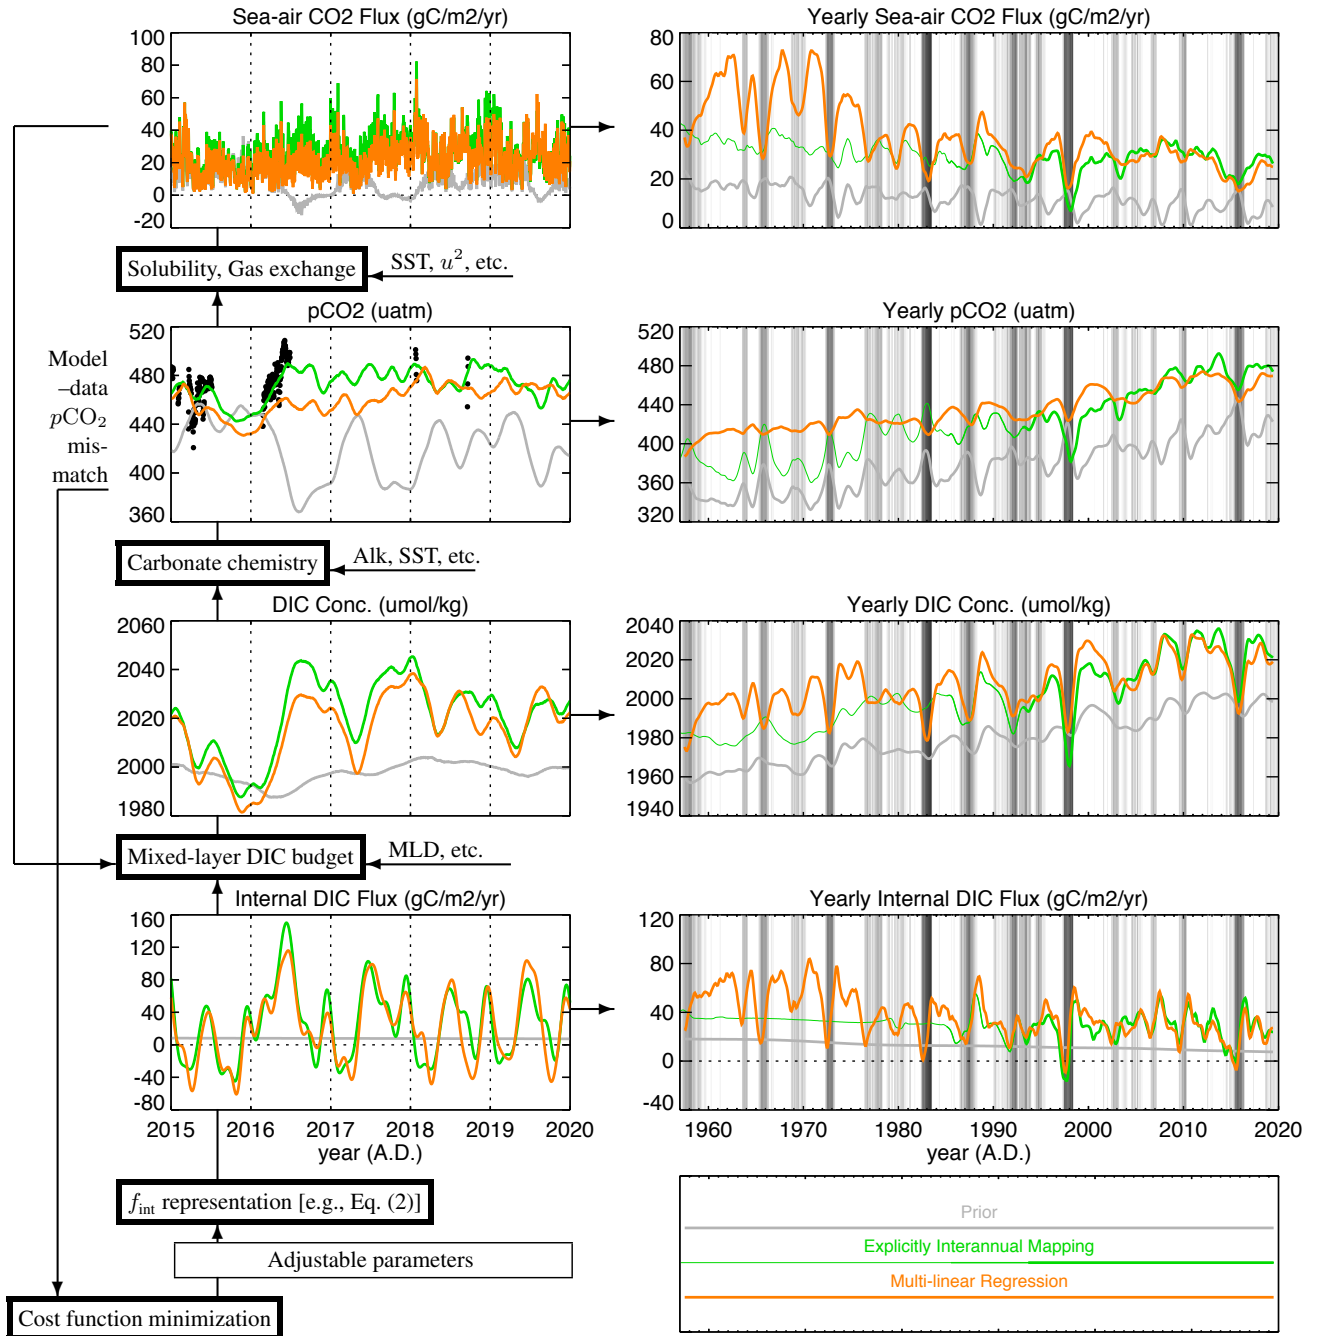 Sea-air CO2 Flux (gC/m2/yr)
100
80
60
40
20
0
-20
Yearly Sea-air CO2 Flux (gC/m2/yr)
80
60
40
20
0
Solubility, Gas exchange
SST, u², etc.
pCO2 (uatm)
520
480
440
400
360
Model
–data
pCO₂
mis-
match
Yearly pCO2 (uatm)
520
480
440
400
360
320
Carbonate chemistry
Alk, SST, etc.
DIC Conc. (umol/kg)
2060
2040
2020
2000
1980
Yearly DIC Conc. (umol/kg)
2040
2020
2000
1980
1960
1940
Mixed-layer DIC budget
MLD, etc.
Internal DIC Flux (gC/m2/yr)
160
120
80
40
0
-40
-80
2015 2016 2017 2018 2019 2020
year (A.D.)
Yearly Internal DIC Flux (gC/m2/yr)
120
80
40
0
-40
1960 1970 1980 1990 2000 2010 2020
year (A.D.)
f_int representation [e.g., Eq. (2)]
Adjustable parameters
Cost function minimization
Prior
Explicitly Interannual Mapping
Multi-linear Regression